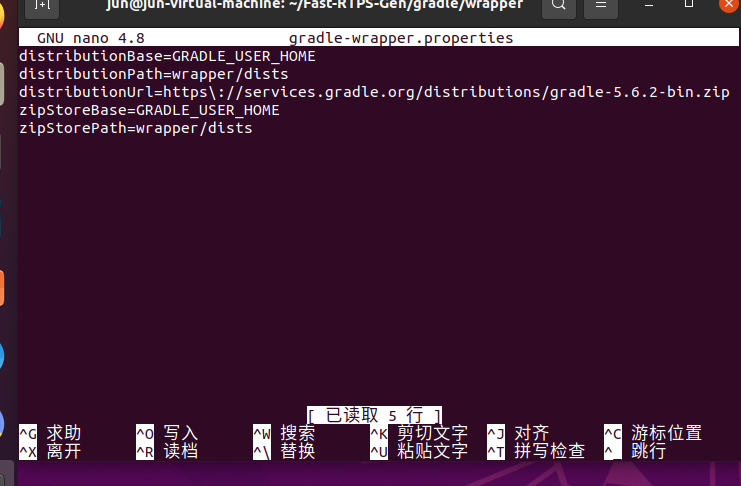 jun@jun-virtual-machine: ~/Fast-RTPS-Gen/gradle/wrapper
GNU nano 4.8 gradle-wrapper.properties
distributionBase=GRADLE_USER_HOME
distributionPath=wrapper/dists
distributionUrl=https\://services.gradle.org/distributions/gradle-5.6.2-bin.zip
zipStoreBase=GRADLE_USER_HOME
zipStorePath=wrapper/dists
[ 已读取 5 行 ]
^G 求助 ^O 写入 ^W 搜索 ^K 剪切文字 ^J 对齐 ^C 游标位置
^X 离开 ^R 读档 ^\ 替换 ^U 粘贴文字 ^T 拼写检查 ^_ 跳行